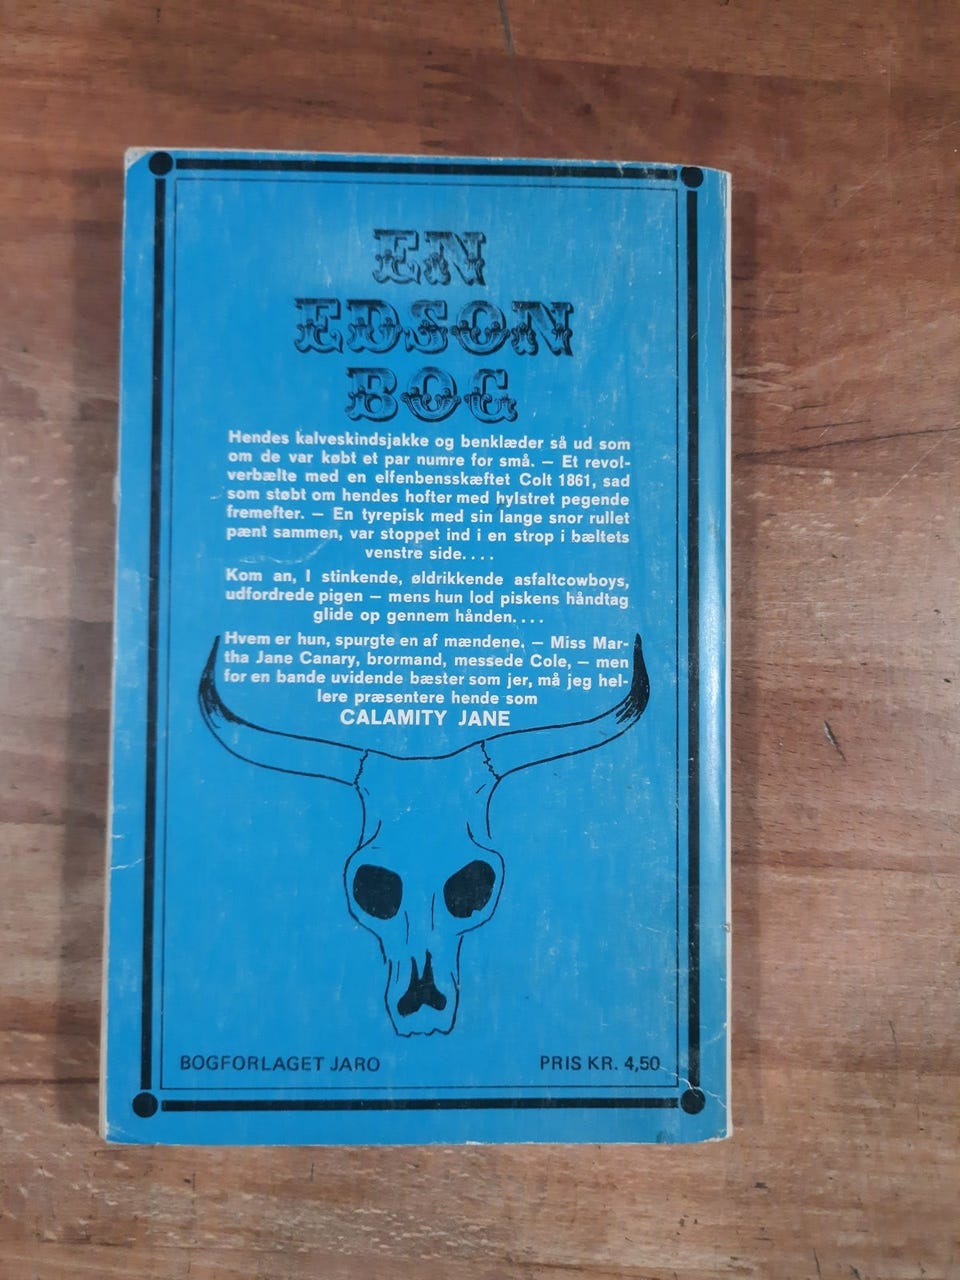 EN
EDSON
BOG
Hendes kalveskindsjakke og benklæder så ud som
om de var købt et par numre for små. — Et revol-
verbælte med en elfenbensskæftet Colt 1861, sad
som støbt om hendes hofter med hylstret pegende
fremefter. — En tyrepisk med sin lange snor rullet
pænt sammen, var stoppet ind i en strop i bæltets
venstre side....
Kom an, I stinkende, øldrikkende asfaltcowboys,
udfordrede pigen — mens hun lod piskens håndtag
glide op gennem hånden....
Hvem er hun, spurgte en af mændene. — Miss Mar-
tha Jane Canary, brormand, messede Cole, — men
for en bande uvidende bæster som jer, må jeg hel-
lere præsentere hende som
CALAMITY JANE
BOGFORLAGET JARO
PRIS KR. 4,50